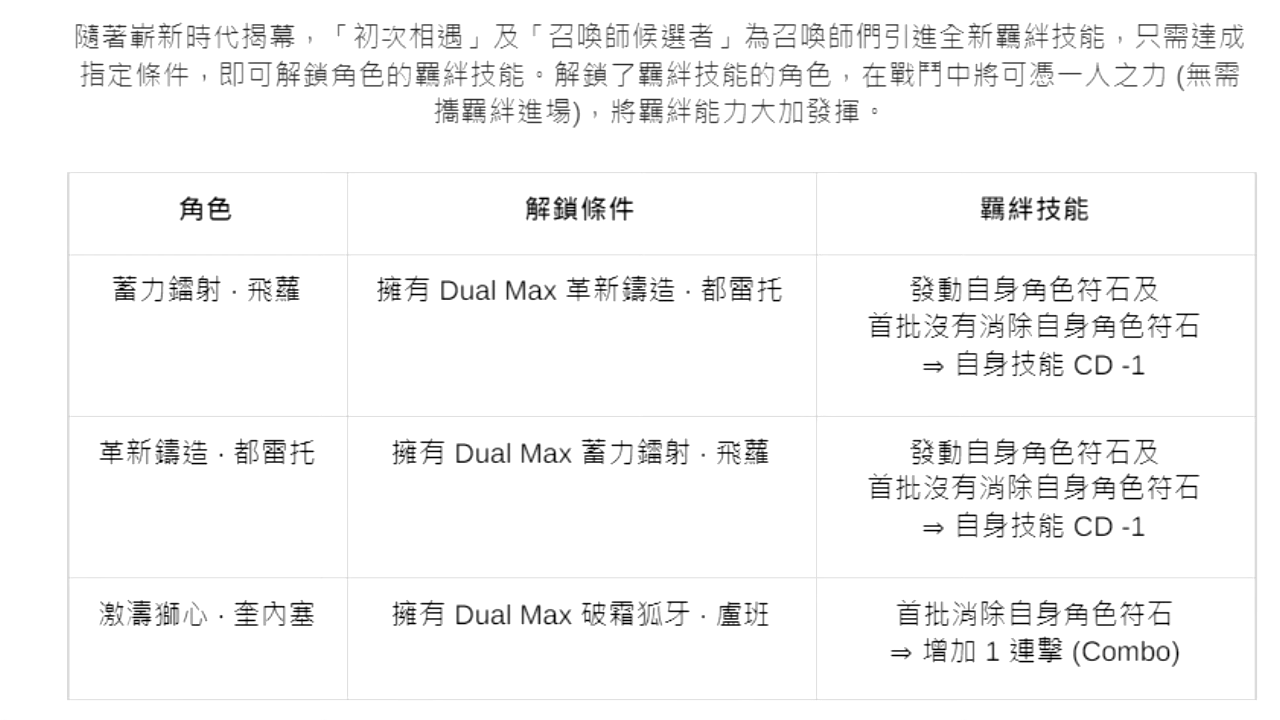 隨著嶄新時代揭幕，「初次相遇」及「召喚師候選者」為召喚師們引進全新羈絆技能，只需達成
指定條件，即可解鎖角色的羈絆技能。解鎖了羈絆技能的角色，在戰鬥中將可憑一人之力 (無需
攜羈絆進場)，將羈絆能力大加發揮。
角色
解鎖條件
羈絆技能
蓄力鐳射 · 飛蘿
擁有 Dual Max 革新鑄造 · 都雷托
發動自身角色符石及
首批沒有消除自身角色符石
⇒ 自身技能 CD -1
革新鑄造 · 都雷托
擁有 Dual Max 蓄力鐳射 · 飛蘿
發動自身角色符石及
首批沒有消除自身角色符石
⇒ 自身技能 CD -1
激濤獅心 · 奎內塞
擁有 Dual Max 破霜狐牙 · 盧班
首批消除自身角色符石
⇒ 增加 1 連擊 (Combo)